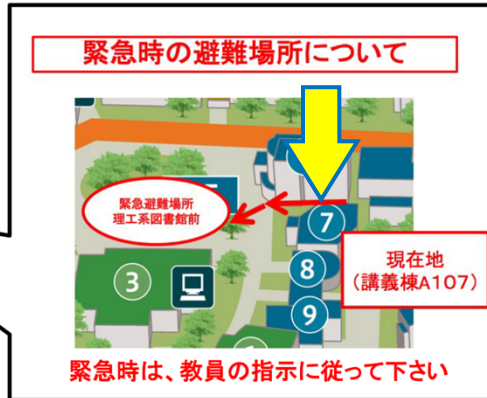 緊急時の避難場所について
緊急避難場所
理工系図書館前
7
現在地
(講義棟A107)
3
8
9
緊急時は、教員の指示に従って下さい